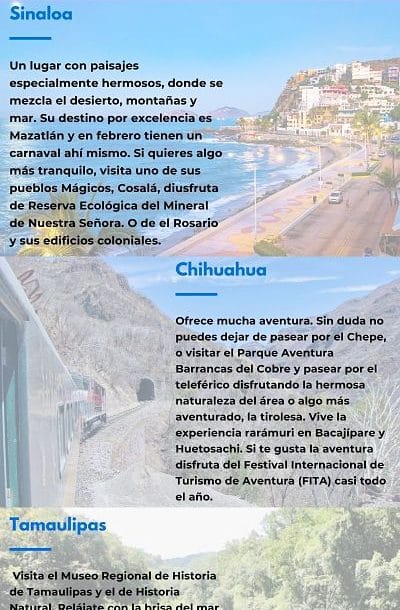 Sinaloa
Un lugar con paisajes
especialmente hermosos, donde se
mezcla el desierto, montañas y
mar. Su destino por excelencia es
Mazatlán y en febrero tienen un
carnaval ahí mismo. Si quieres algo
más tranquilo, visita uno de sus
pueblos Mágicos, Cosalá, diusfruta
de Reserva Ecológica del Mineral
de Nuestra Señora. O de el Rosario
y sus edificios coloniales.
Chihuahua
Ofrece mucha aventura. Sin duda no
puedes dejar de pasear por el Chepe,
o visitar el Parque Aventura
Barrancas del Cobre y pasear por el
teleférico disfrutando la hermosa
naturaleza del área o algo más
aventurado, la tirolesa. Vive la
experiencia rarámuri en Bacajípare y
Huetosachi. Si te gusta la aventura
disfruta del Festival Internacional de
Turismo de Aventura (FITA) casi todo
el año.
Tamaulipas
Visita el Museo Regional de Historia
de Tamaulipas y el de Historia
Natural. Relájate con la brisa del mar